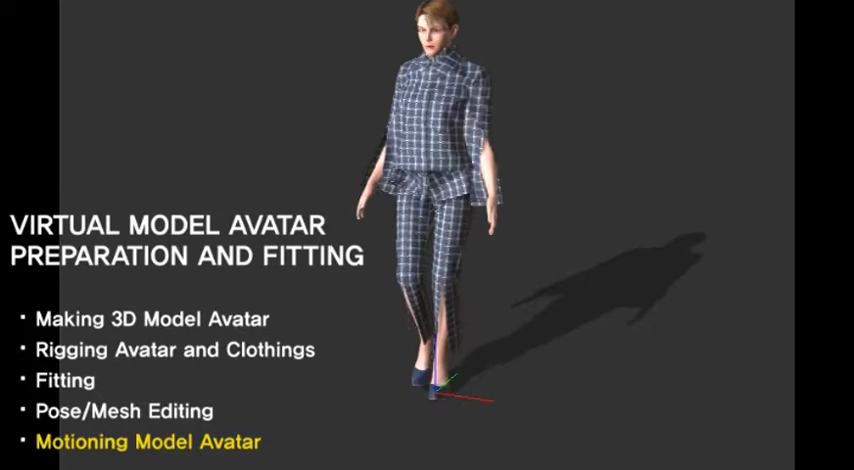 VIRTUAL MODEL AVATAR
PREPARATION AND FITTING
· Making 3D Model Avatar
· Rigging Avatar and Clothings
· Fitting
· Pose/Mesh Editing
· Motioning Model Avatar